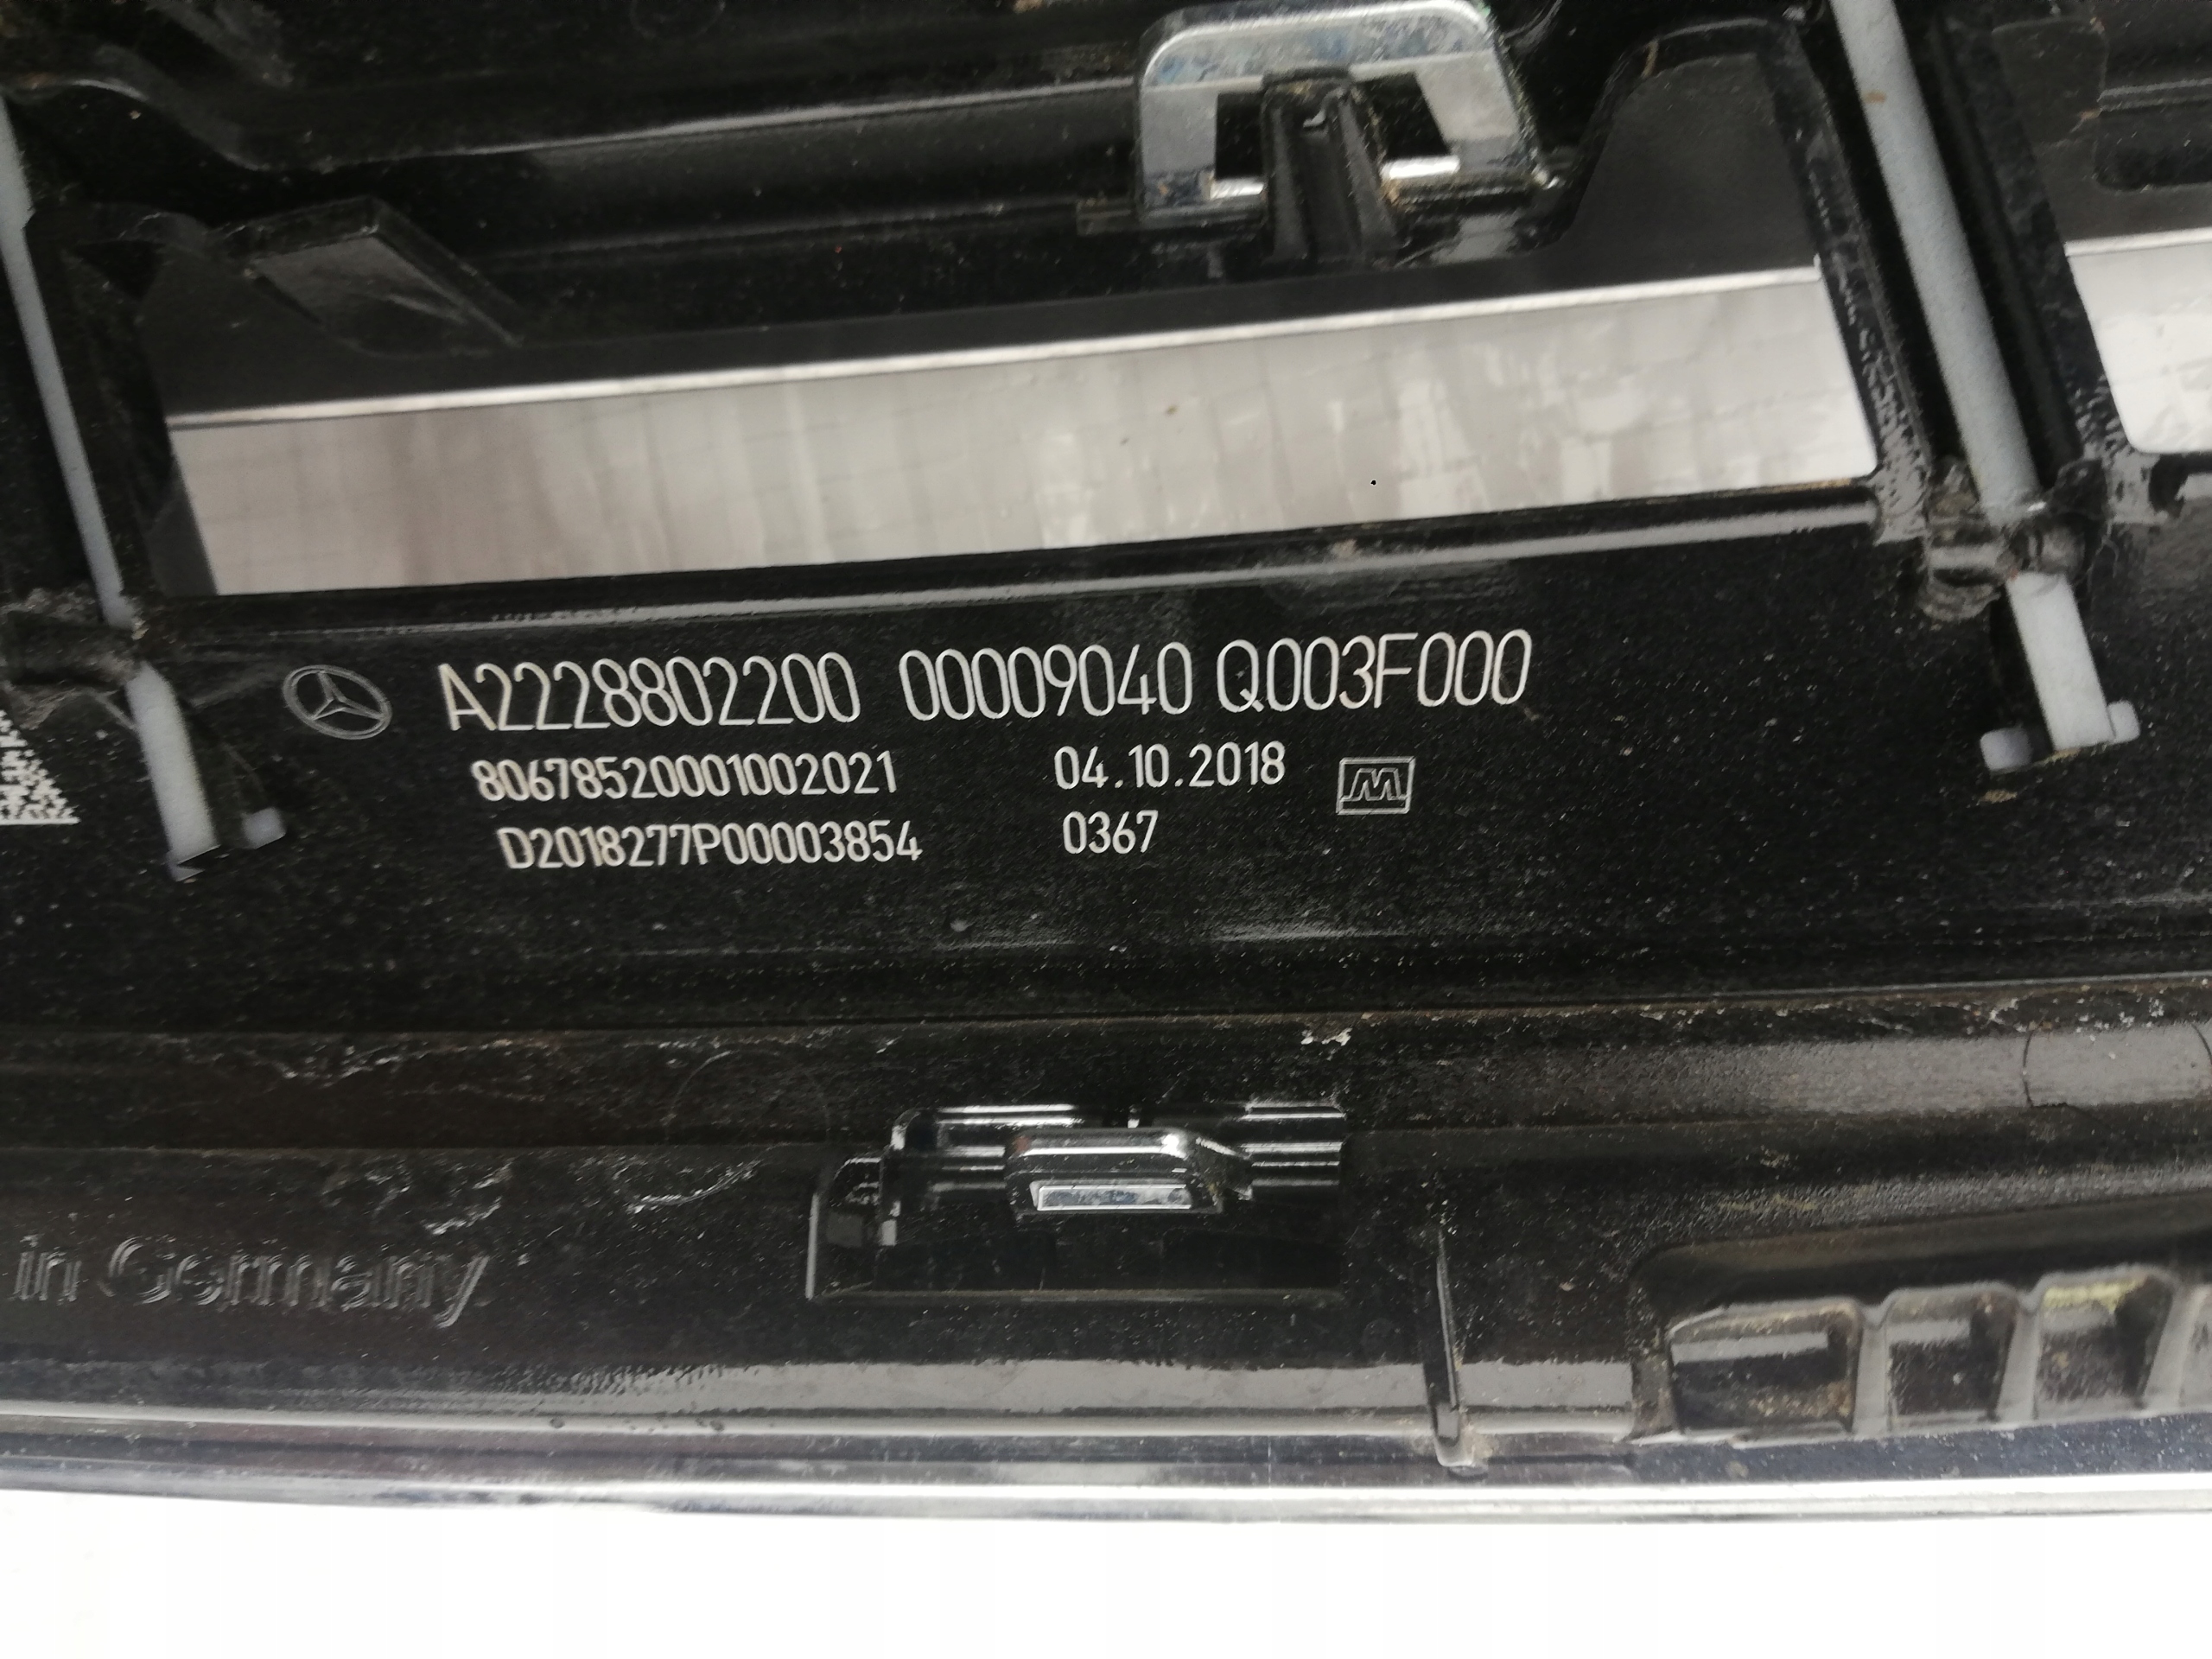 A2228802200 00009040 Q003F000
80678520001002021 04.10.2018
D2018277P00003854 0367
in Germany